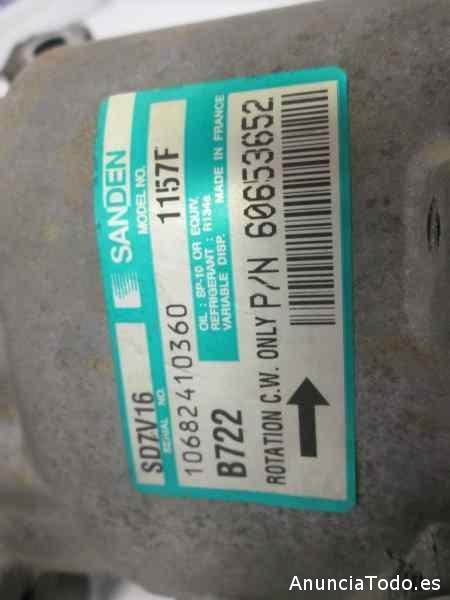 SANDEN
MODEL NO.
SD7V16 1157F
SERIAL NO.
10682410360
OIL : SP-10 OR EQUIV.
REFRIGERANT : R134a
VARIABLE DISP. MADE IN FRANCE
B722
ROTATION C.W. ONLY P/N 60653652
AnunciaTodo.es